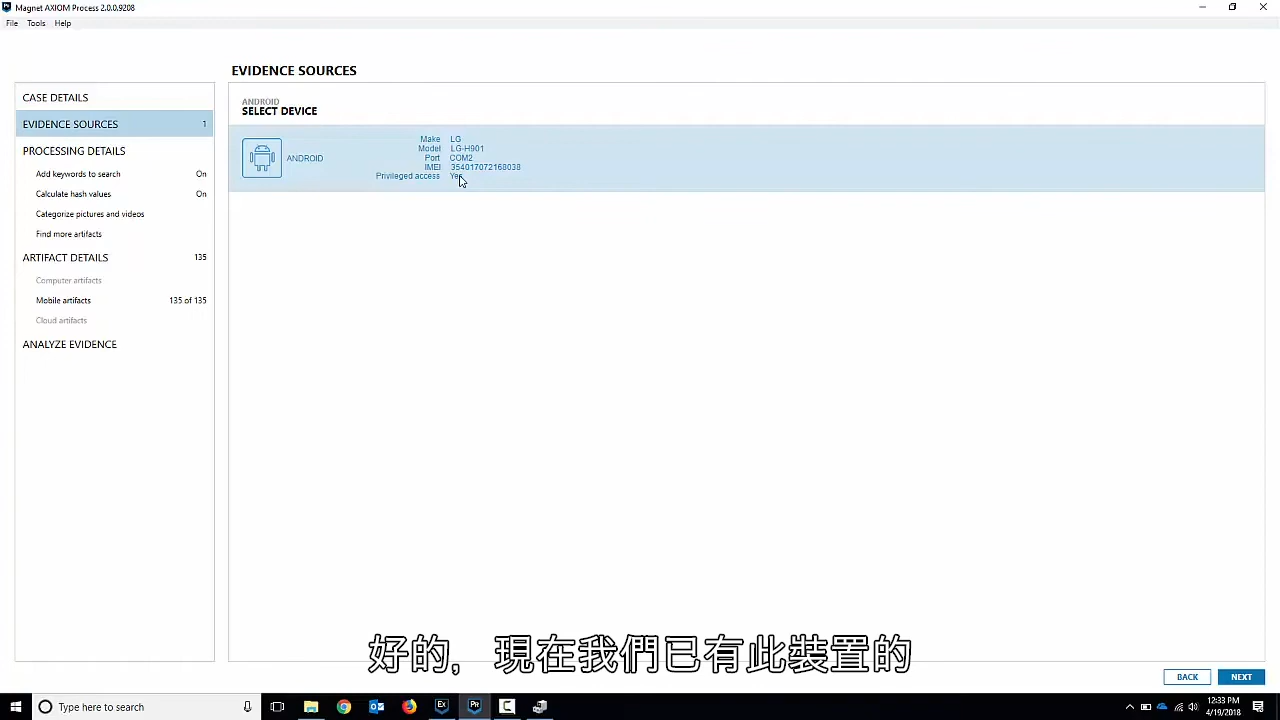 Magnet AXIOM Process 2.0.0.9208
File Tools Help
EVIDENCE SOURCES
CASE DETAILS
EVIDENCE SOURCES 1
PROCESSING DETAILS
Add keywords to search On
Calculate hash values On
Categorize pictures and videos
Find more artifacts
ARTIFACT DETAILS 135
Computer artifacts
Mobile artifacts 135 of 135
Cloud artifacts
ANALYZE EVIDENCE
ANDROID
SELECT DEVICE
ANDROID
Make LG
Model LG-H901
Port COM2
IMEI 354017072168038
Privileged access Yes
好的, 現在我們已有此裝置的
BACK NEXT
Type here to search
EX
Pr
12:33 PM
4/19/2018